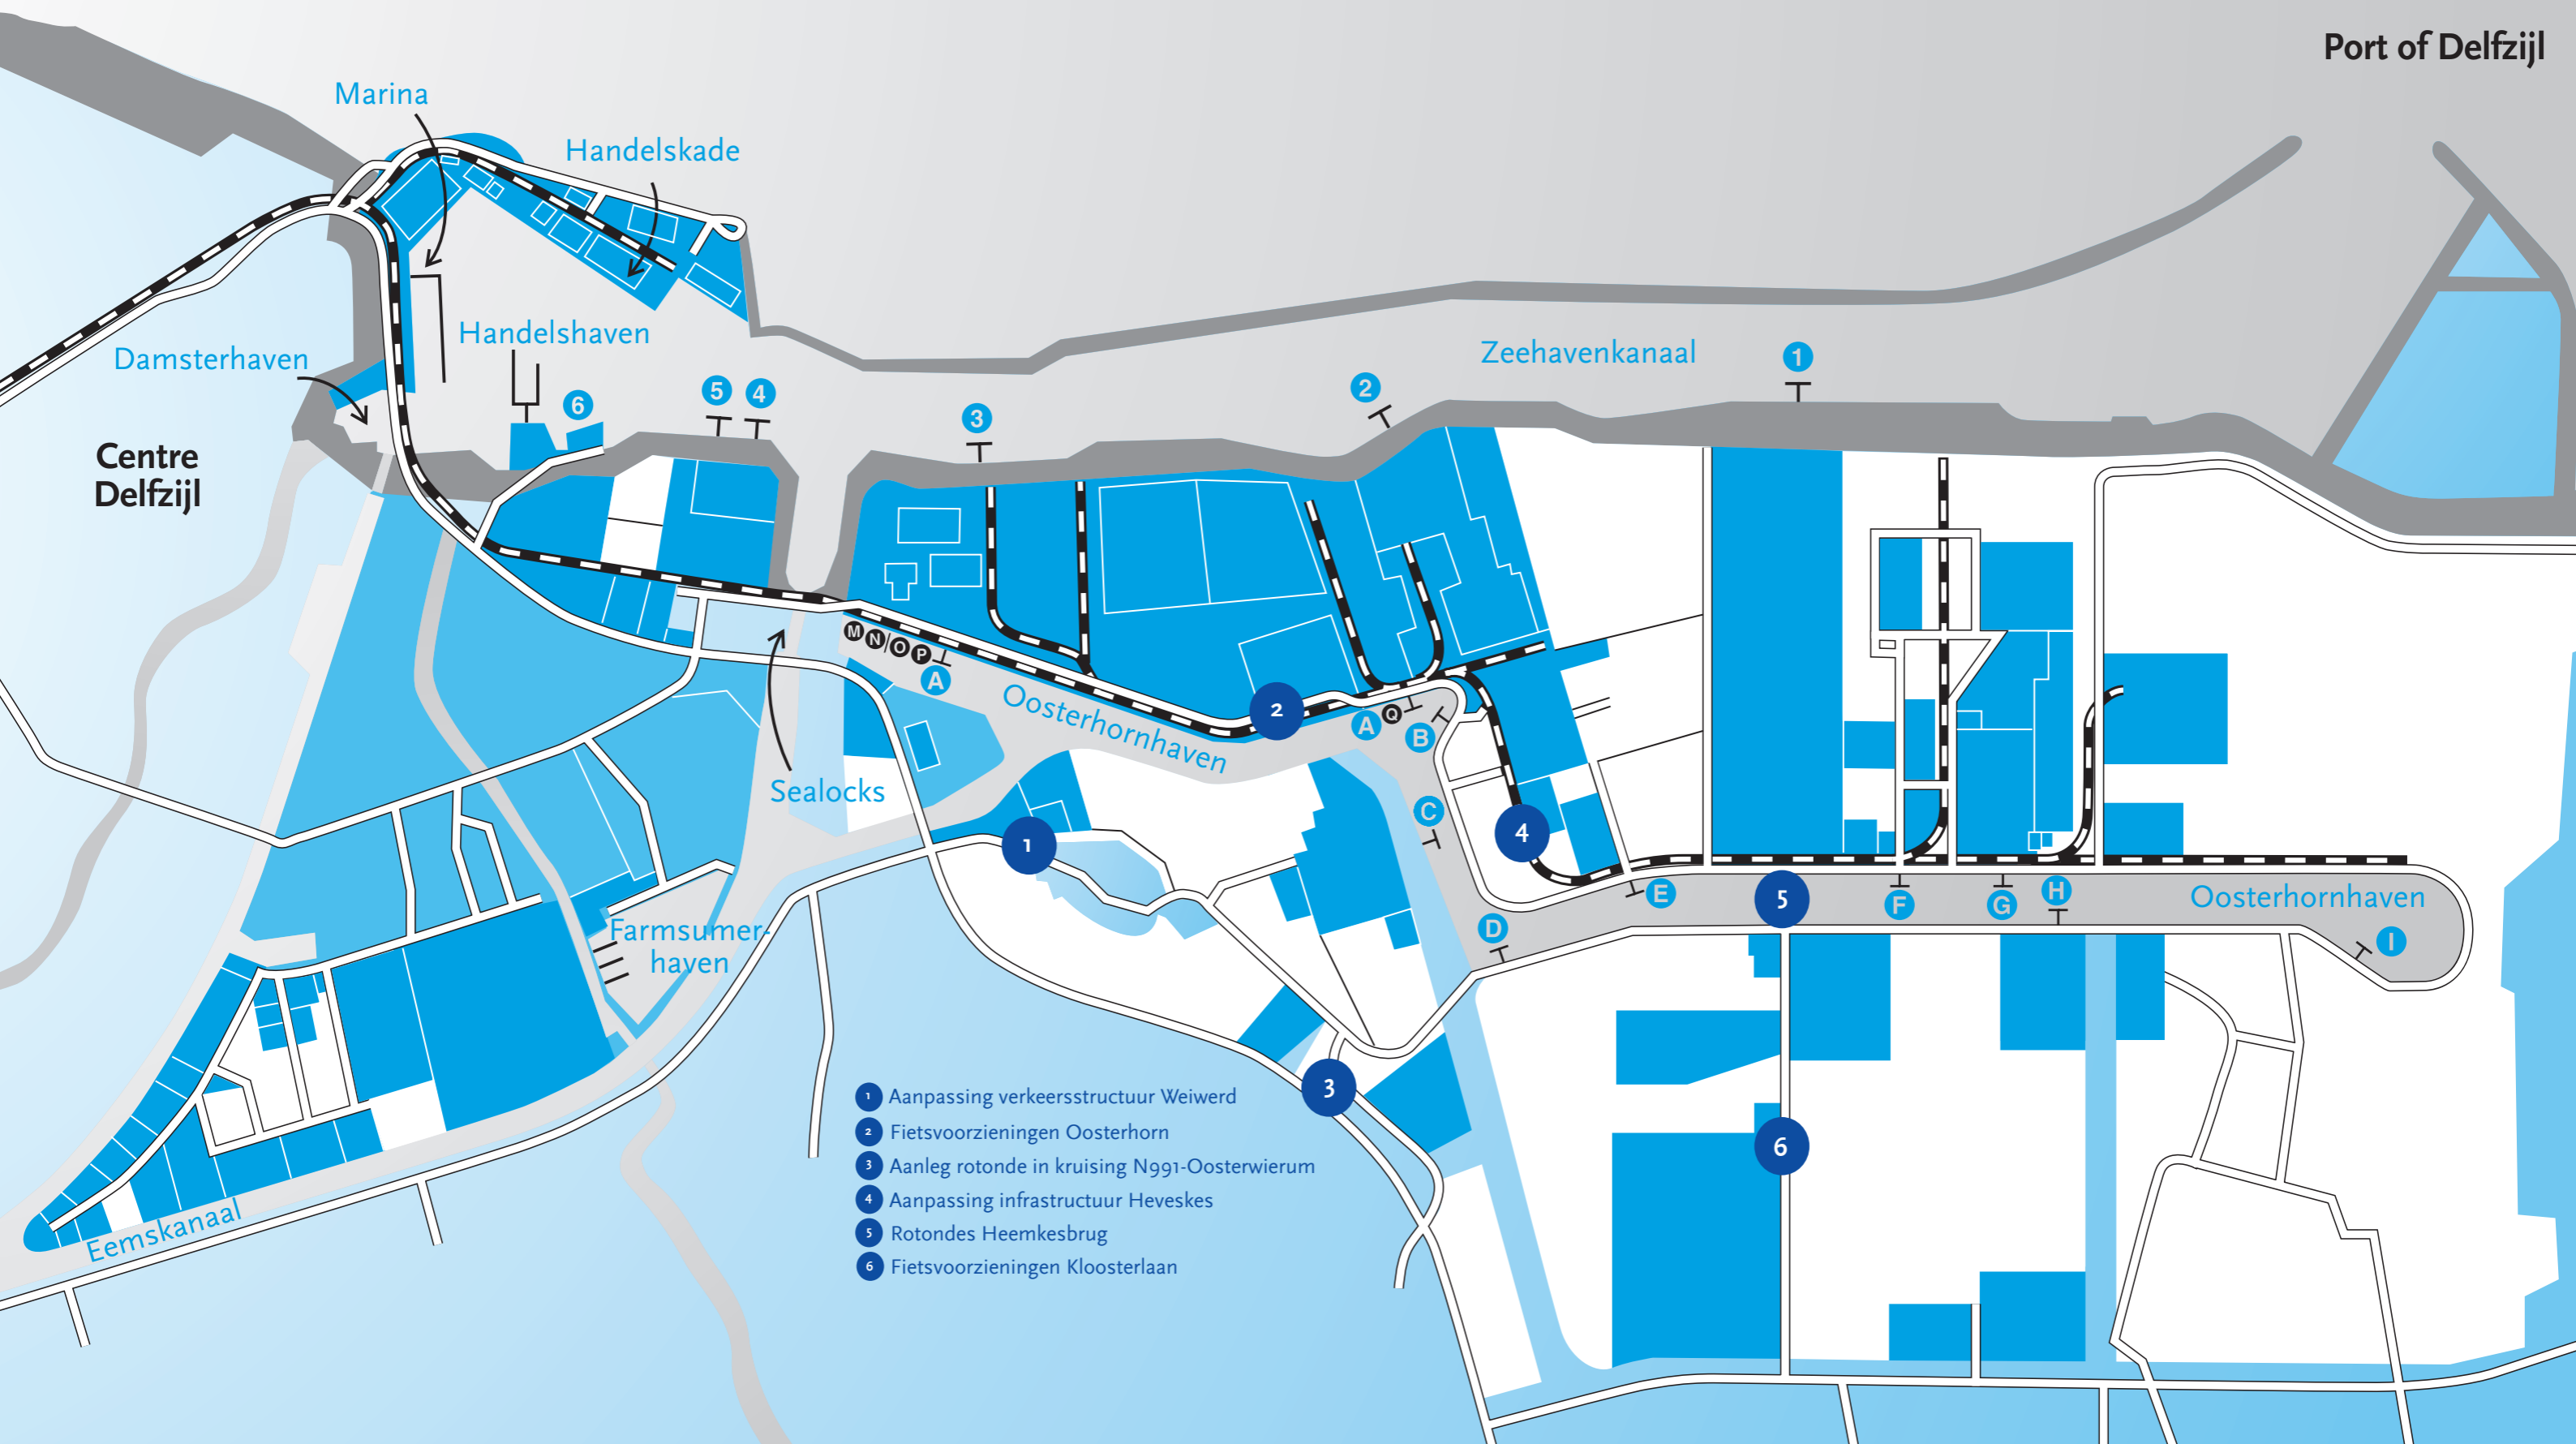 Port of Delfzijl
Marina
Handelskade
Handelshaven
Damsterhaven
Zeehavenkanaal
1
2
3
4
5
6
Centre
Delfzijl
M
N
O
P
A
Oosterhornhaven
2
A
Q
B
C
4
Sealocks
1
E
5
F
G
H
Oosterhornhaven
D
I
Farmsumer-
haven
3
6
Eemskanaal
1 Aanpassing verkeersstructuur Weiwerd
2 Fietsvoorzieningen Oosterhorn
3 Aanleg rotonde in kruising N991-Oosterwierum
4 Aanpassing infrastructuur Heveskes
5 Rotondes Heemkesbrug
6 Fietsvoorzieningen Kloosterlaan